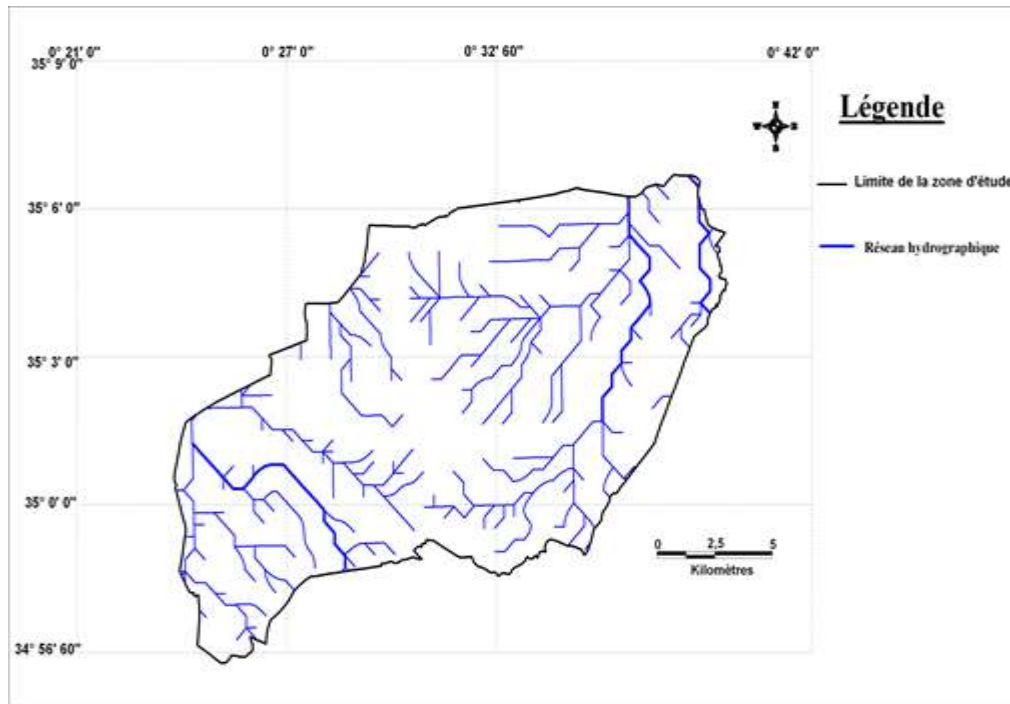 0° 21' 0"
0° 27' 0"
0° 32' 60"
0° 42' 0"
35° 9' 0"
Légende
N
Limite de la zone d'étude
35° 6' 0"
Réseau hydrographique
35° 3' 0"
35° 0' 0"
0 2,5 5
Kilomètres
34° 56' 60"